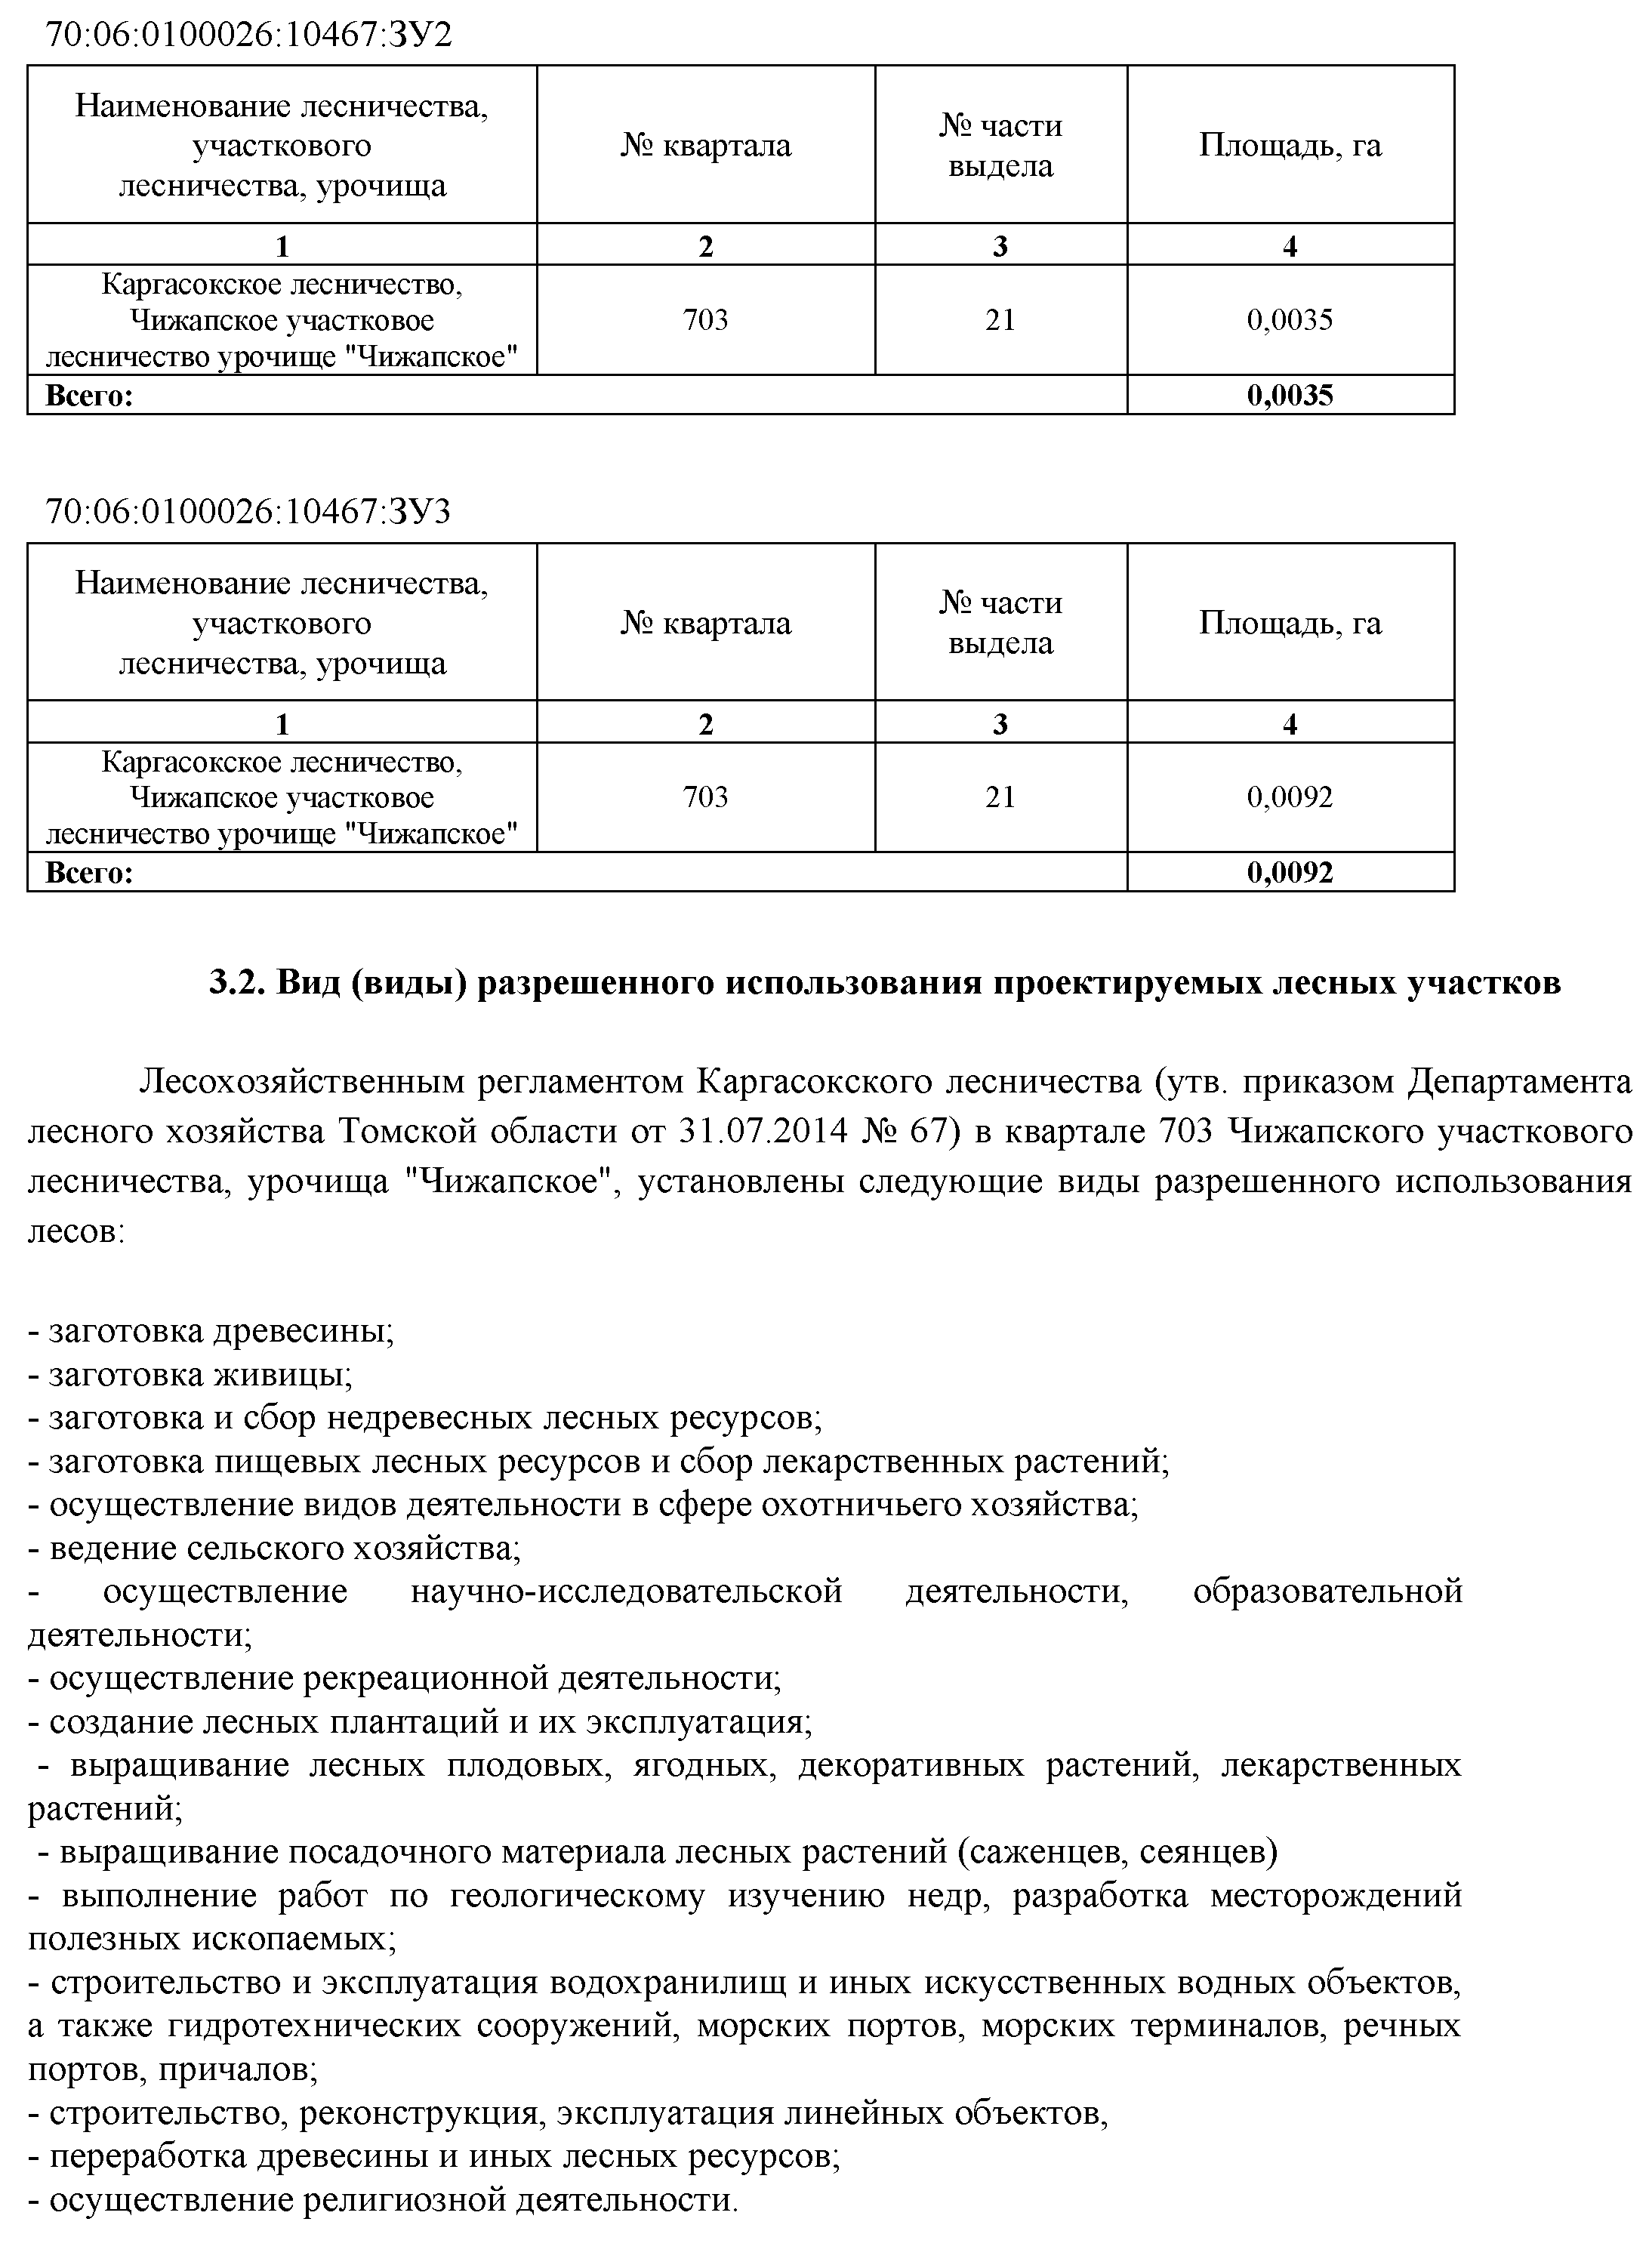 70:06:0100026:10467:ЗУ2
Наименование лесничества,
участкового
лесничества, урочища
№ квартала
№ части
выдела
Площадь, га
1
2
3
4
Каргасокское лесничество,
Чижапское участковое
лесничество урочище "Чижапское"
703
21
0,0035
Всего:
0,0035
70:06:0100026:10467:ЗУ3
Наименование лесничества,
участкового
лесничества, урочища
№ квартала
№ части
выдела
Площадь, га
1
2
3
4
Каргасокское лесничество,
Чижапское участковое
лесничество урочище "Чижапское"
703
21
0,0092
Всего:
0,0092
3.2. Вид (виды) разрешенного использования проектируемых лесных участков
Лесохозяйственным регламентом Каргасокского лесничества (утв. приказом Департамента
лесного хозяйства Томской области от 31.07.2014 № 67) в квартале 703 Чижапского участкового
лесничества, урочища "Чижапское", установлены следующие виды разрешенного использования
лесов:
- заготовка древесины;
- заготовка живицы;
- заготовка и сбор недревесных лесных ресурсов;
- заготовка пищевых лесных ресурсов и сбор лекарственных растений;
- осуществление видов деятельности в сфере охотничьего хозяйства;
- ведение сельского хозяйства;
- осуществление научно-исследовательской деятельности, образовательной
деятельности;
- осуществление рекреационной деятельности;
- создание лесных плантаций и их эксплуатация;
- выращивание лесных плодовых, ягодных, декоративных растений, лекарственных
растений;
- выращивание посадочного материала лесных растений (саженцев, сеянцев)
- выполнение работ по геологическому изучению недр, разработка месторождений
полезных ископаемых;
- строительство и эксплуатация водохранилищ и иных искусственных водных объектов,
а также гидротехнических сооружений, морских портов, морских терминалов, речных
портов, причалов;
- строительство, реконструкция, эксплуатация линейных объектов,
- переработка древесины и иных лесных ресурсов;
- осуществление религиозной деятельности.